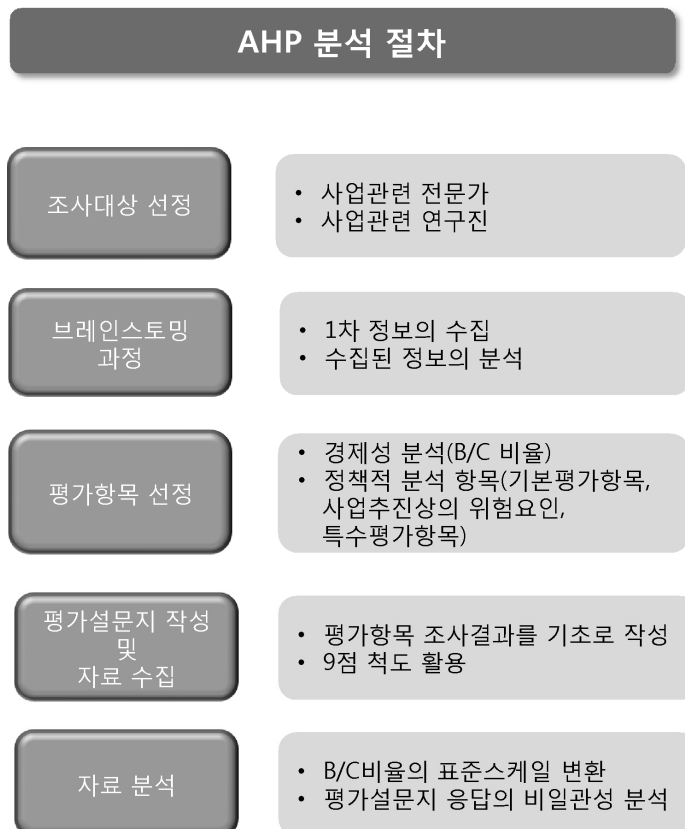 AHP 분석 절차
조사대상 선정
• 사업관련 전문가
• 사업관련 연구진
브레인스토밍
과정
• 1차 정보의 수집
• 수집된 정보의 분석
평가항목 선정
• 경제성 분석(B/C 비율)
• 정책적 분석 항목(기본평가항목,
사업추진상의 위험요인,
특수평가항목)
평가설문지 작성
및
자료 수집
• 평가항목 조사결과를 기초로 작성
• 9점 척도 활용
자료 분석
• B/C비율의 표준스케일 변환
• 평가설문지 응답의 비일관성 분석